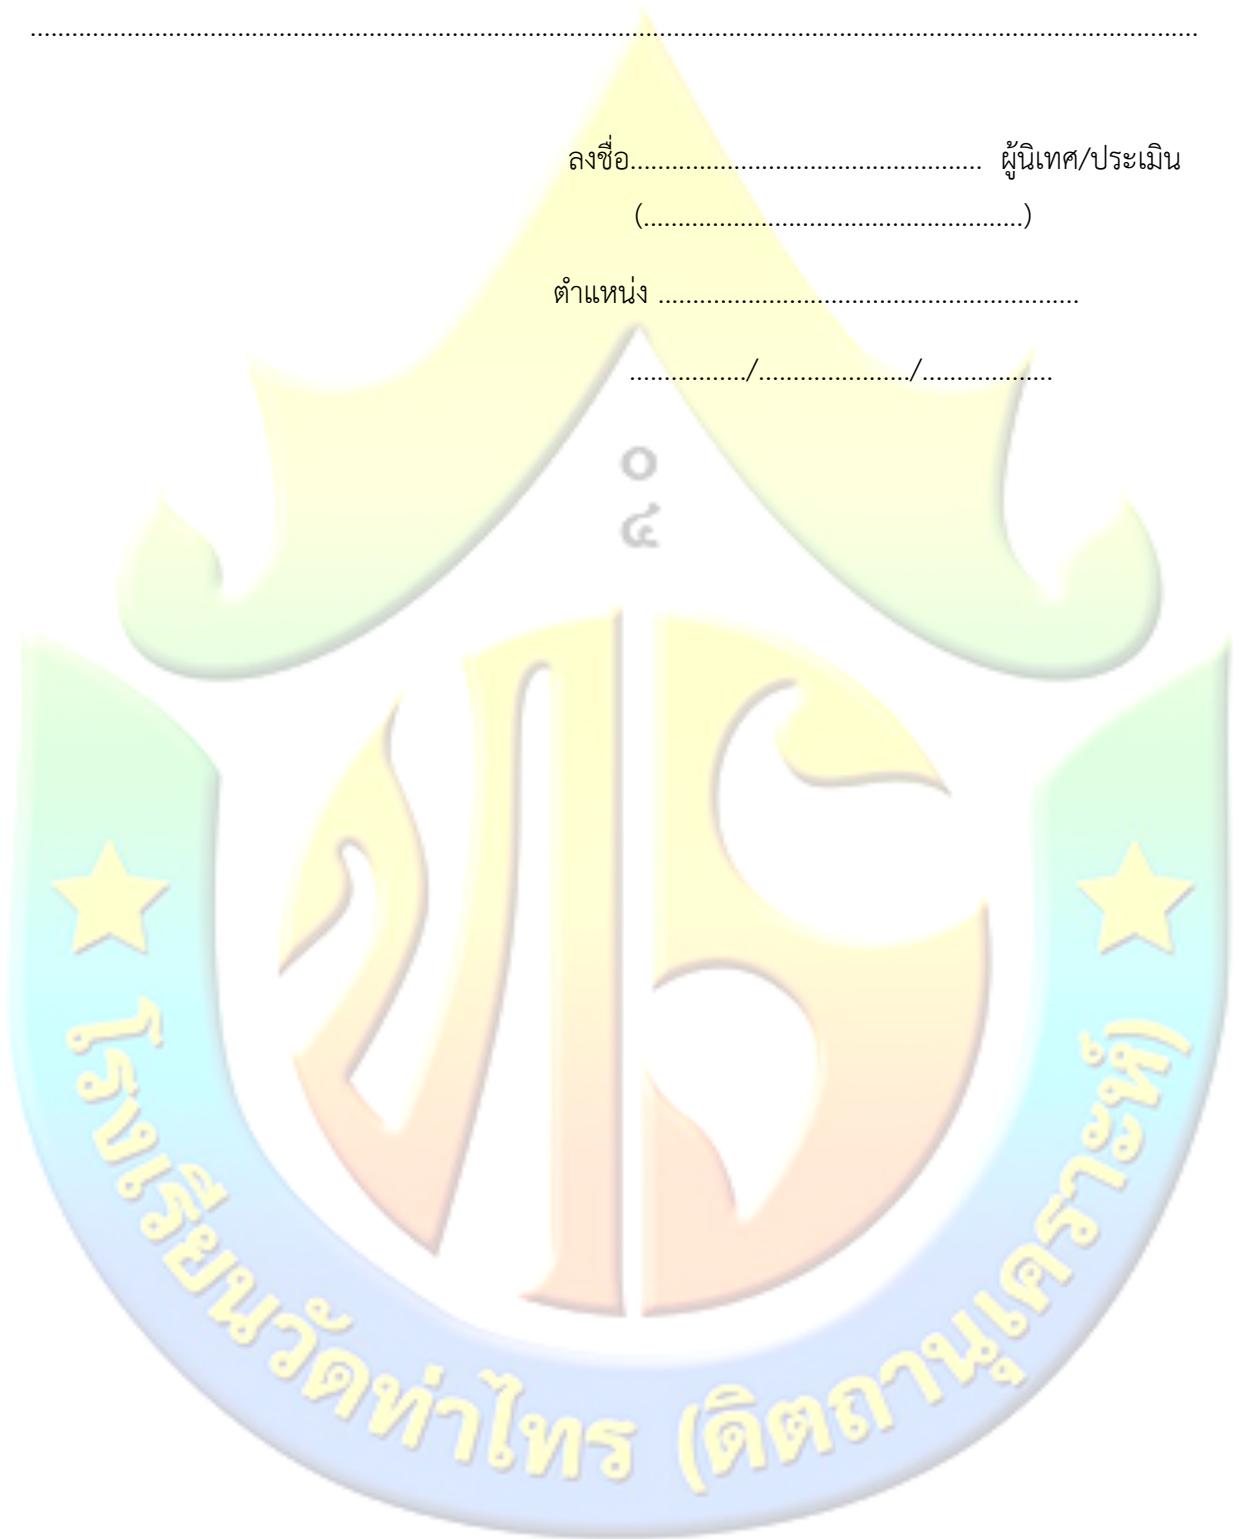 ....................................................................................................................................................................................
ลงชื่อ................................................... ผู้นิเทศ/ประเมิน
(.......................................................)
ตำแหน่ง .............................................................
................./....................../...................
๐
๔
ทร
โรงเรียนวัดท่าไทร (ดิตถานุเคราะห์)